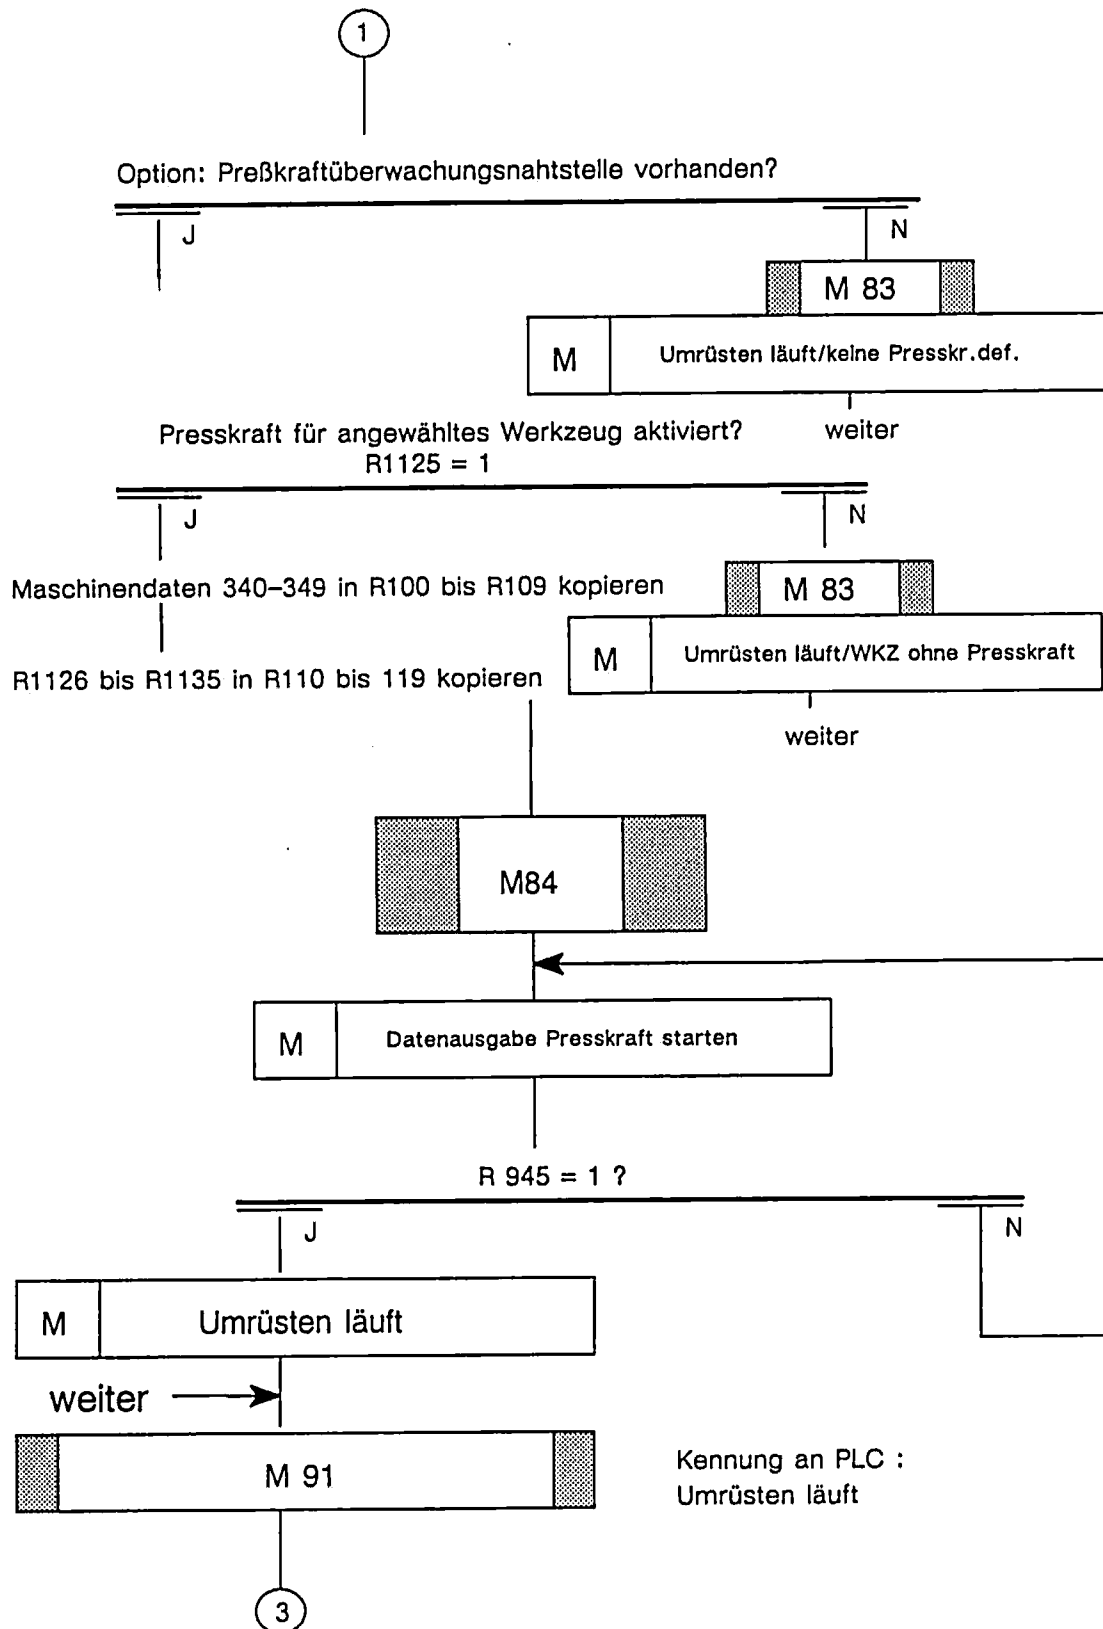 1
Option: Preßkraftüberwachungsnahtstelle vorhanden?
J
N
M 83
M
Umrüsten läuft/keine Presskr.def.
weiter
Presskraft für angewähltes Werkzeug aktiviert?
R1125 = 1
J
N
Maschinendaten 340–349 in R100 bis R109 kopieren
M 83
M
Umrüsten läuft/WKZ ohne Presskraft
R1126 bis R1135 in R110 bis 119 kopieren
weiter
M84
M
Datenausgabe Presskraft starten
R 945 = 1 ?
J
N
M
Umrüsten läuft
weiter
M 91
Kennung an PLC :
Umrüsten läuft
3